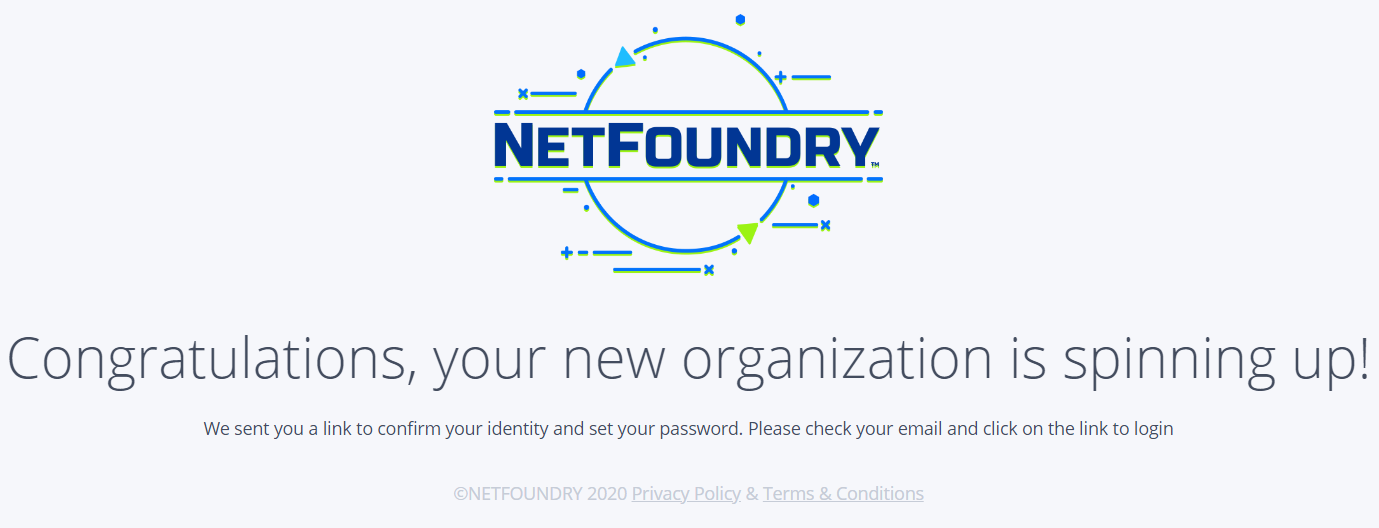 NETFOUNDRY™
Congratulations, your new organization is spinning up!
We sent you a link to confirm your identity and set your password. Please check your email and click on the link to login
©NETFOUNDRY 2020 Privacy Policy & Terms & Conditions